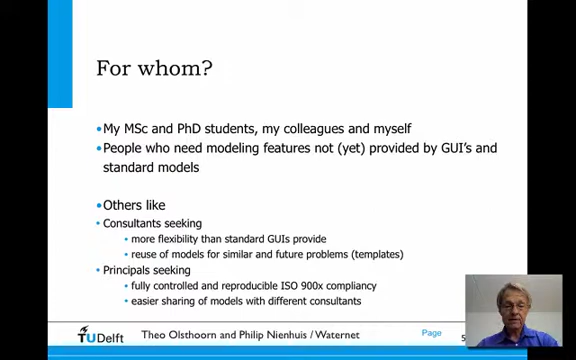 For whom?
•My MSc and PhD students, my colleagues and myself
•People who need modeling features not (yet) provided by GUI's and
standard models
•Others like
• Consultants seeking
• more flexibility than standard GUIs provide
• reuse of models for similar and future problems (templates)
• Principals seeking
• fully controlled and reproducible ISO 900x compliancy
• easier sharing of models with different consultants
TUDelft
Theo Olsthoorn and Philip Nienhuis / Waternet
Page
5